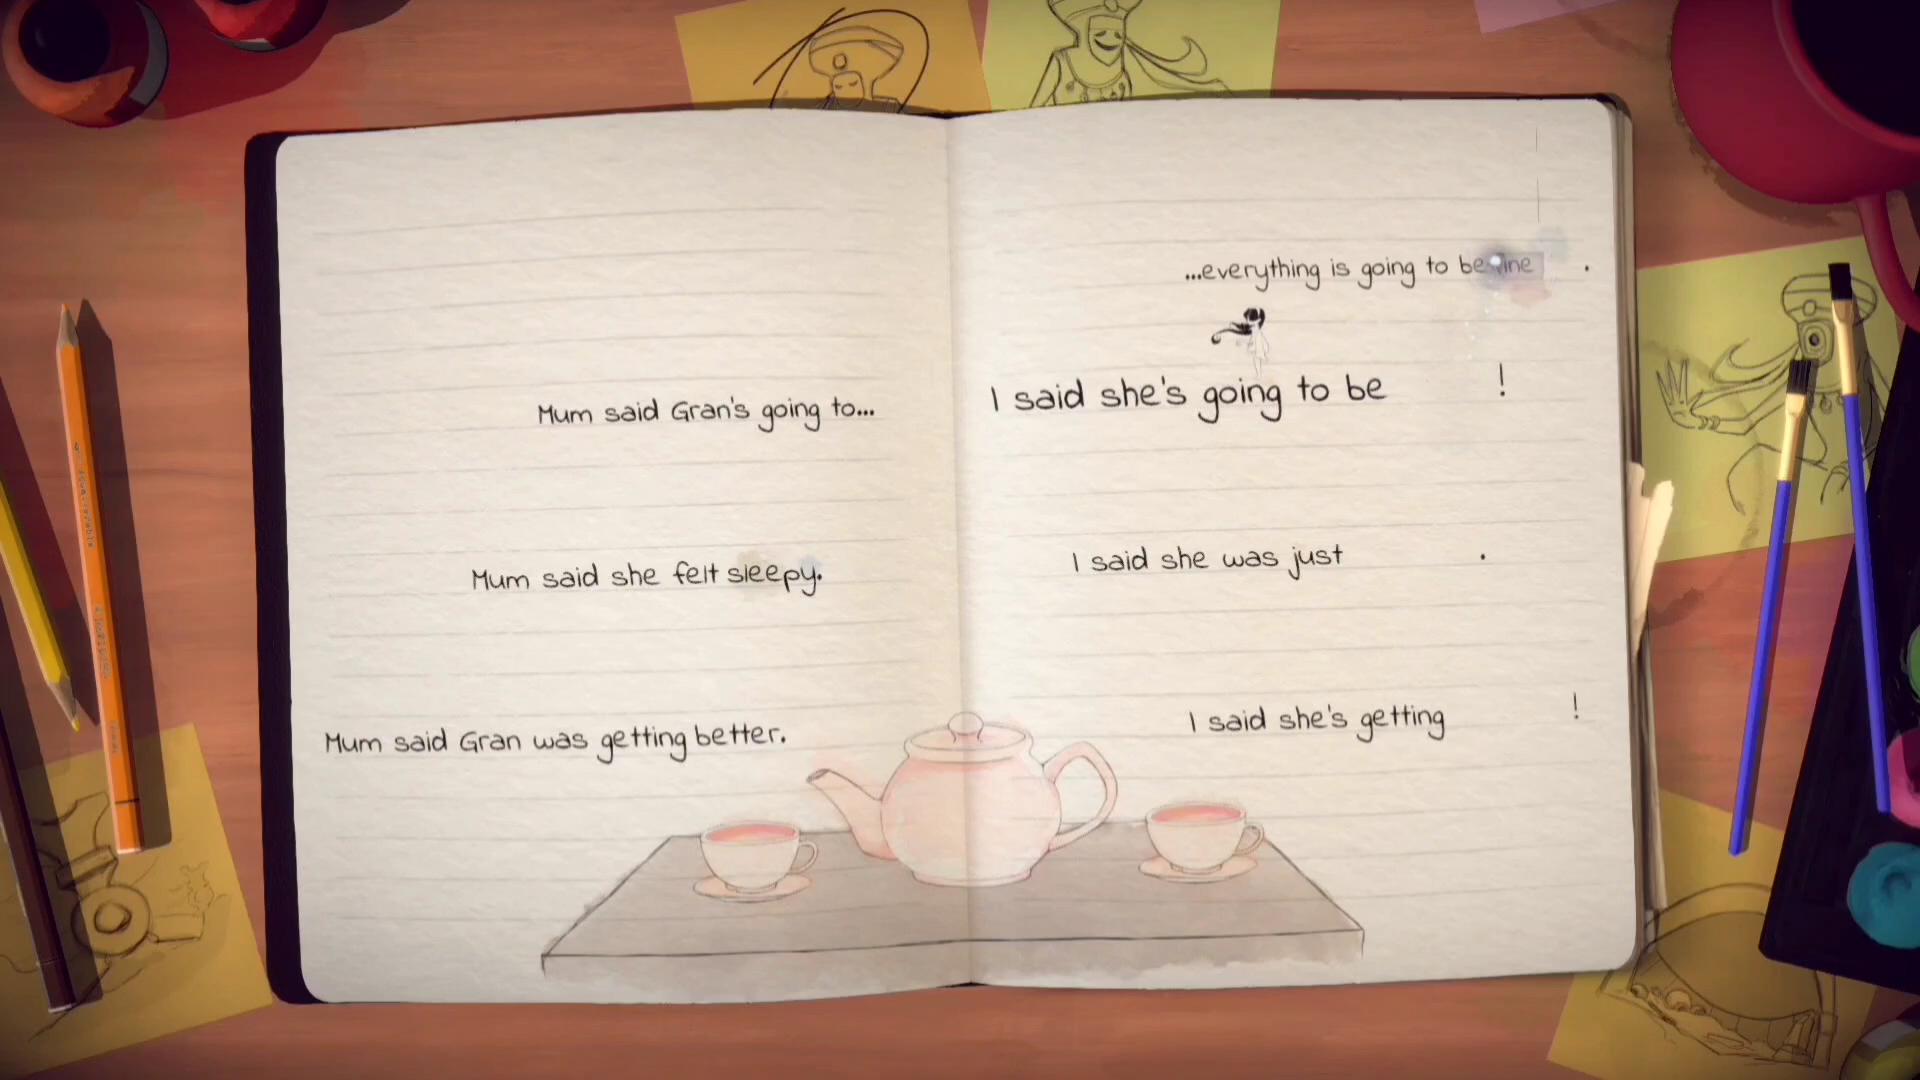 Mum said Gran's going to...
Mum said she felt sleepy.
Mum said Gran was getting better.
...everything is going to be .
I said she's going to be !
I said she was just .
I said she's getting !